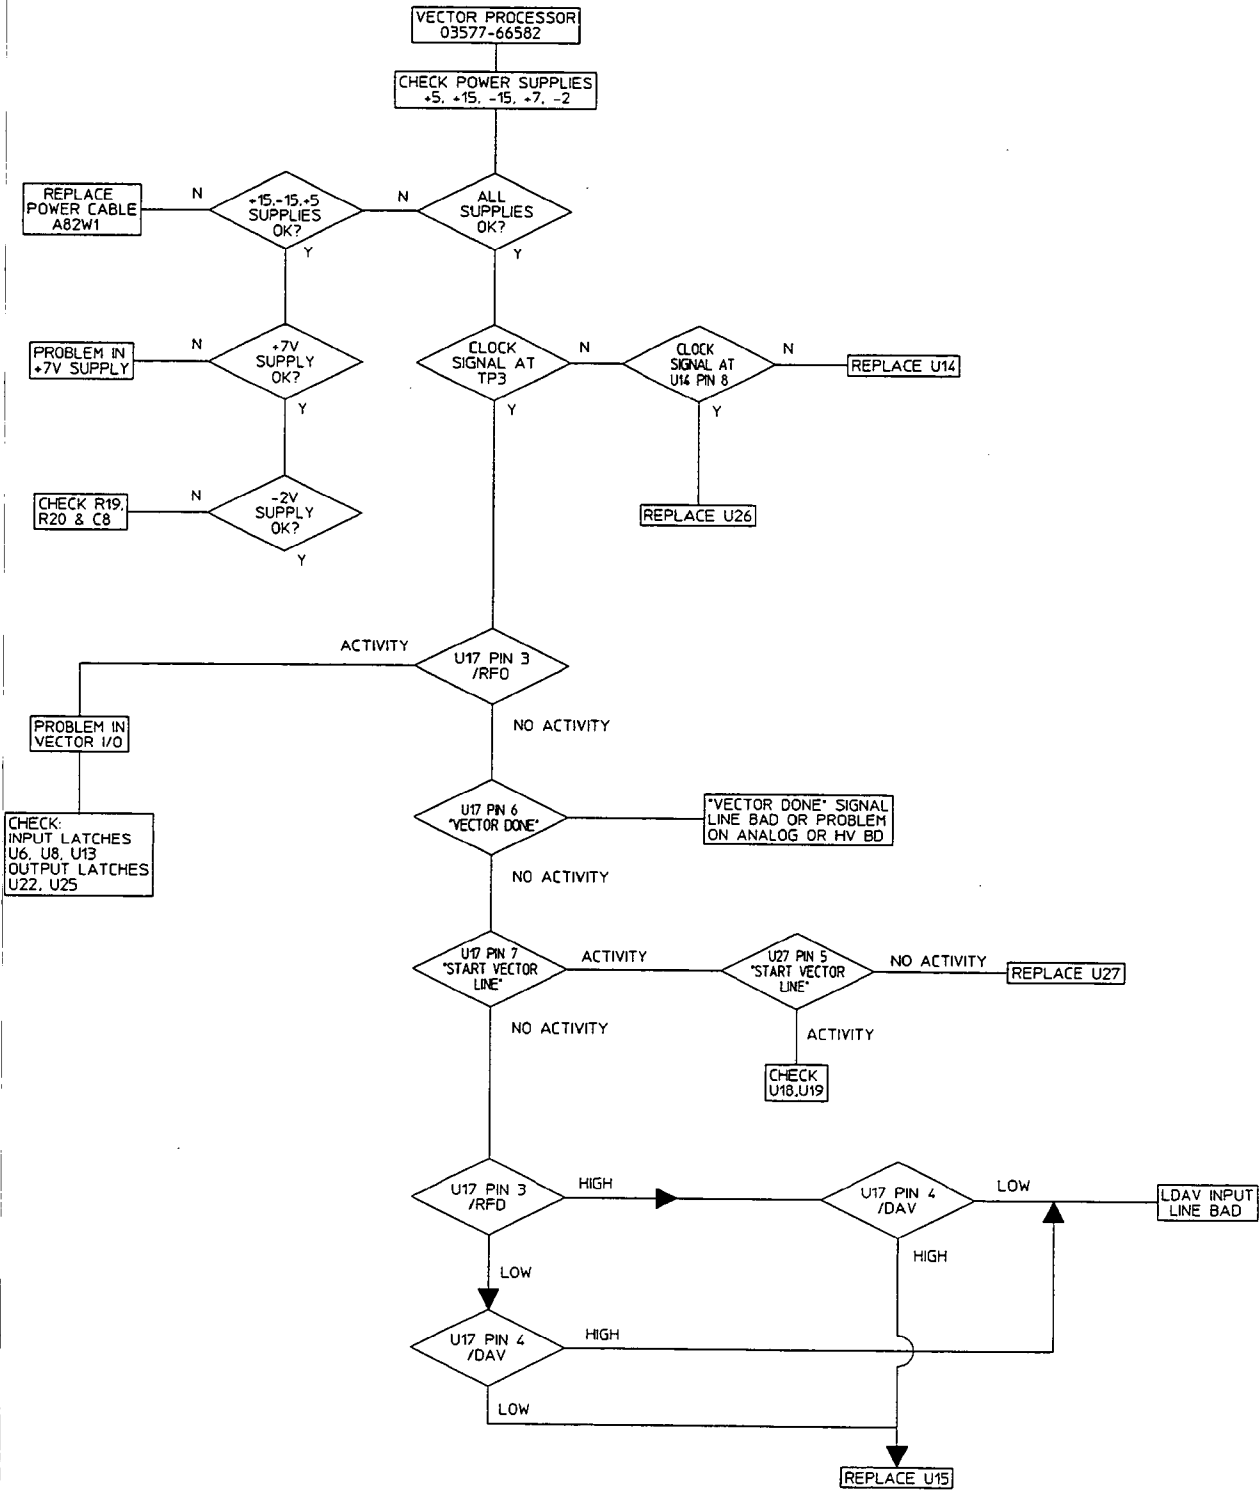 VECTOR PROCESSOR
03577-66582
CHECK POWER SUPPLIES
+5, +15, -15, +7, -2
REPLACE
POWER CABLE
A82W1
N
+15,-15,+5
SUPPLIES
OK?
Y
N
ALL
SUPPLIES
OK?
Y
PROBLEM IN
+7V SUPPLY
N
+7V
SUPPLY
OK?
Y
CLOCK
SIGNAL AT
TP3
Y
N
CLOCK
SIGNAL AT
U14 PIN 8
Y
N
REPLACE U14
CHECK R19,
R20 & C8
N
-2V
SUPPLY
OK?
Y
REPLACE U26
ACTIVITY
U17 PIN 3
/RFD
NO ACTIVITY
PROBLEM IN
VECTOR I/O
CHECK:
INPUT LATCHES
U6, U8, U13
OUTPUT LATCHES
U22, U25
U17 PIN 6
"VECTOR DONE"
NO ACTIVITY
"VECTOR DONE" SIGNAL
LINE BAD OR PROBLEM
ON ANALOG OR HV BD
U17 PIN 7
"START VECTOR
LINE"
ACTIVITY
NO ACTIVITY
U27 PIN 5
"START VECTOR
LINE"
NO ACTIVITY
REPLACE U27
ACTIVITY
CHECK
U18,U19
U17 PIN 3
/RFD
HIGH
LOW
U17 PIN 4
/DAV
LOW
HIGH
LDAV INPUT
LINE BAD
U17 PIN 4
/DAV
HIGH
LOW
REPLACE U15